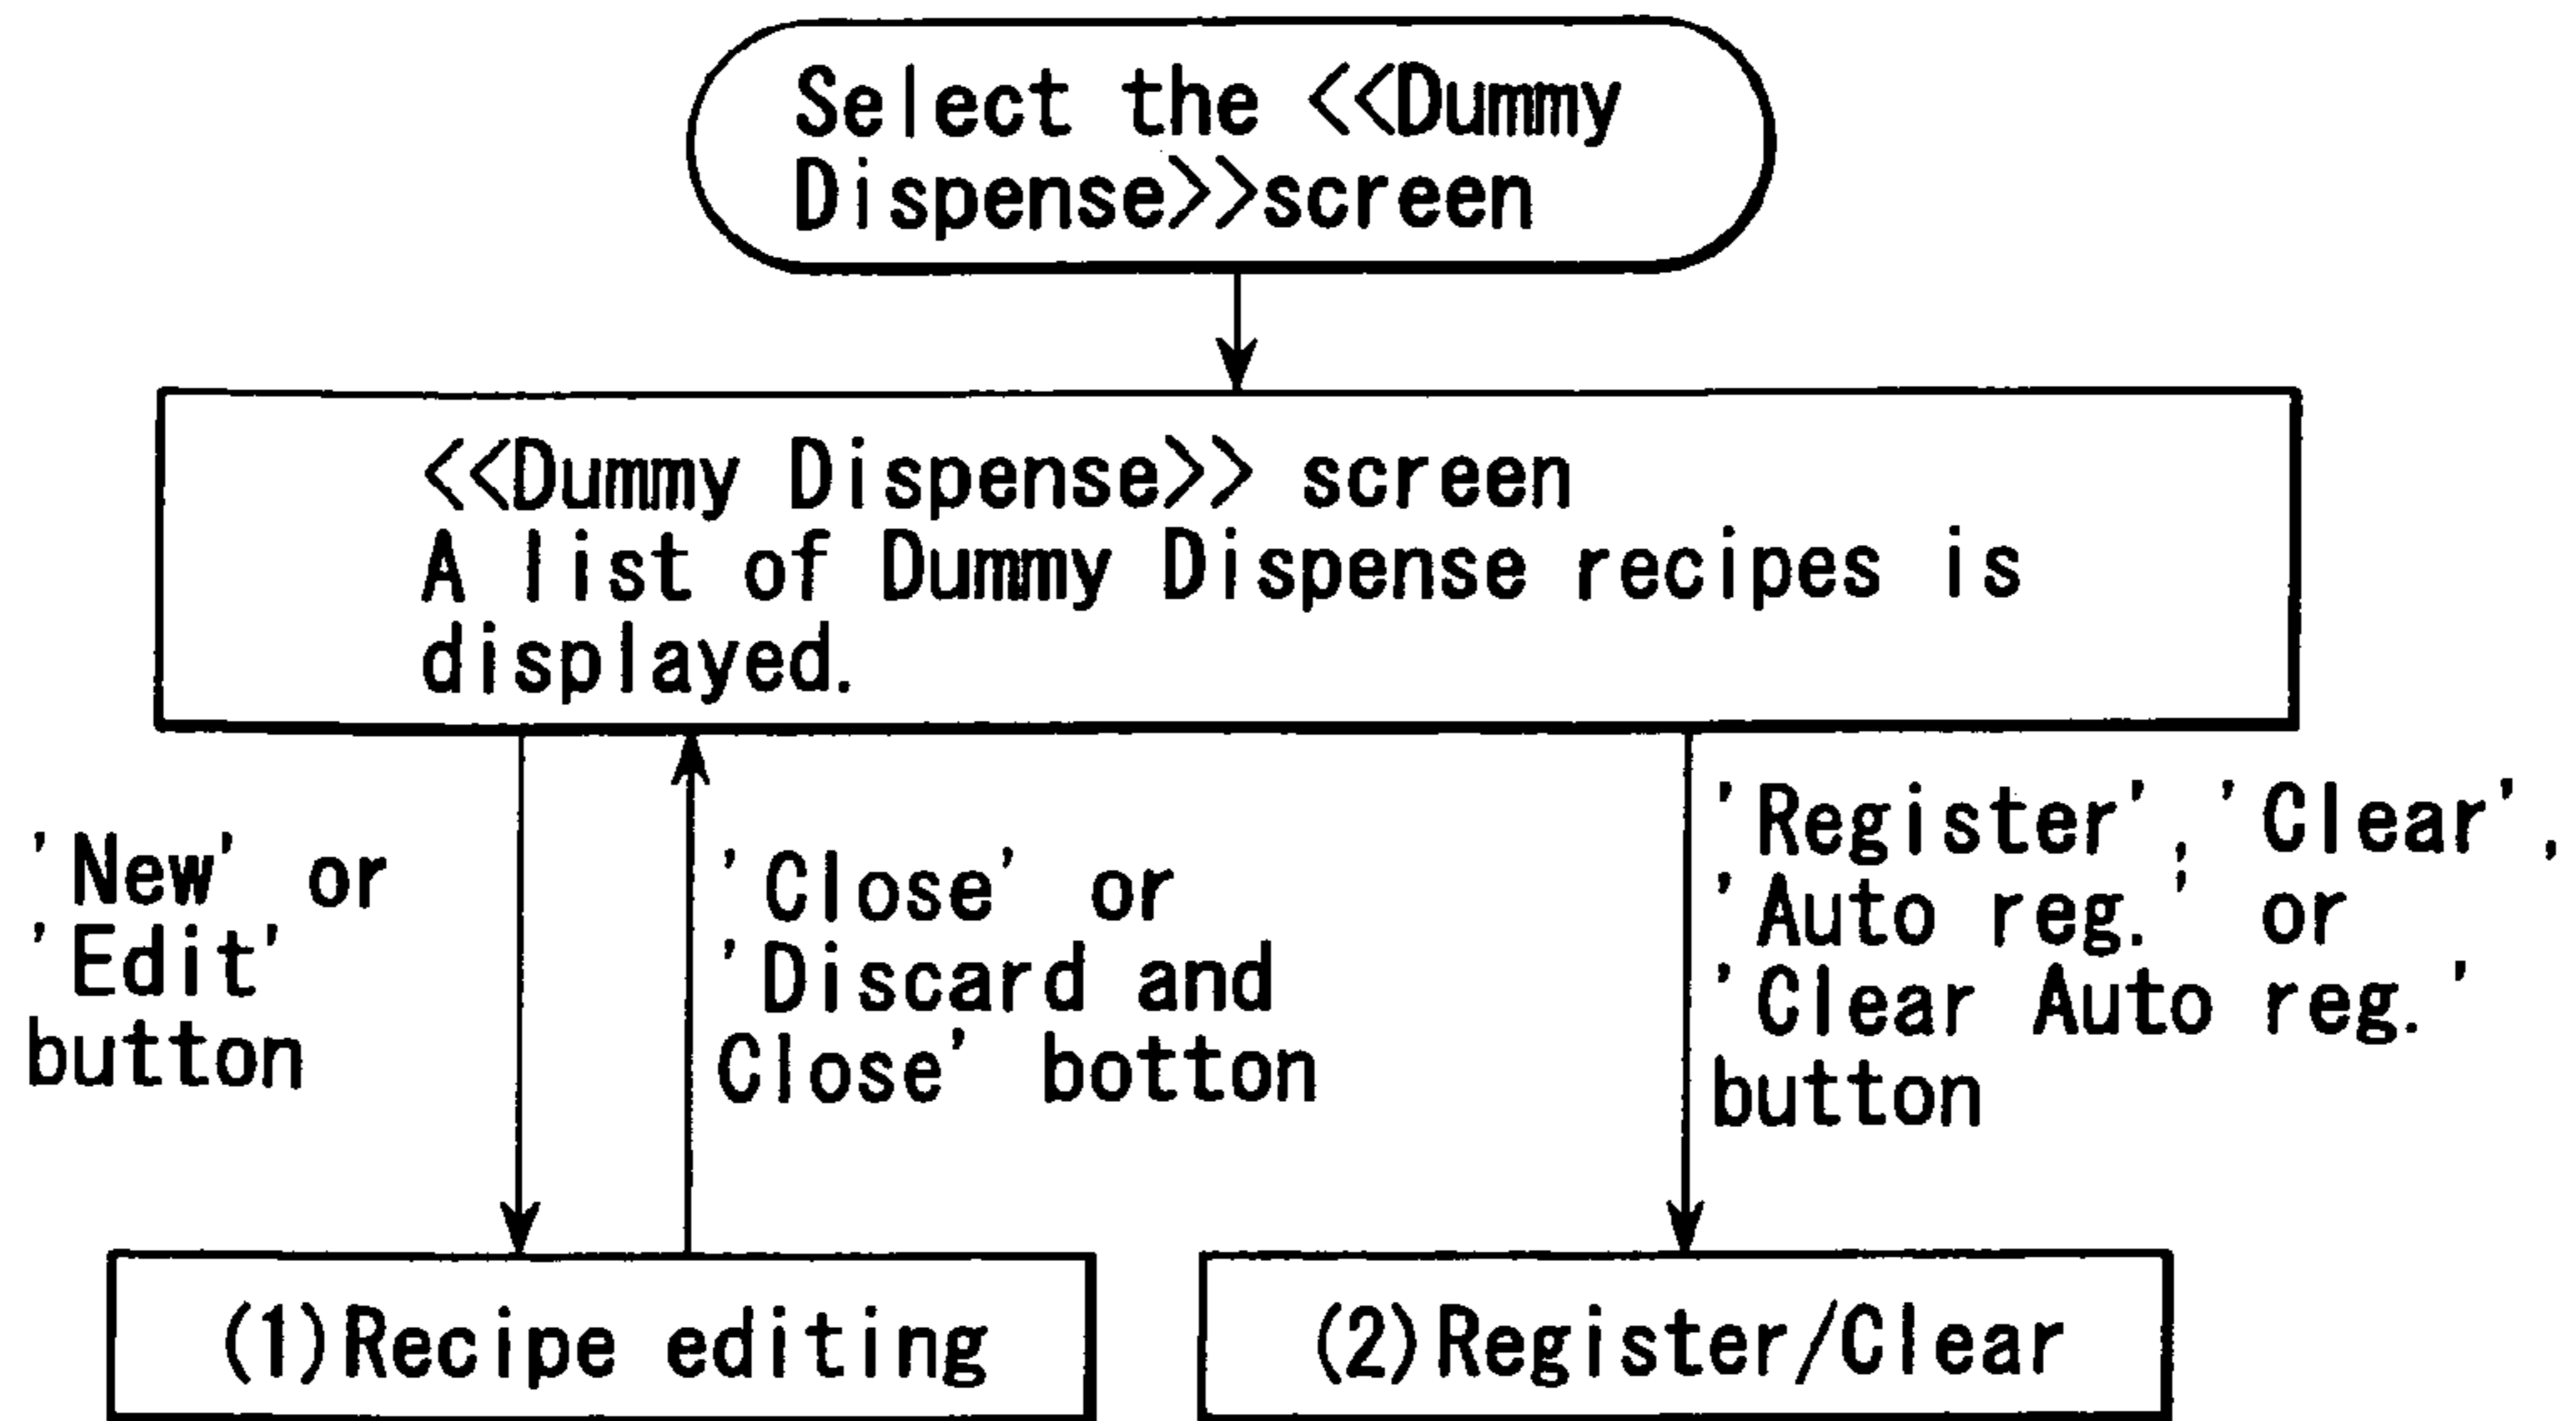 Select the <<Dummy
Dispense>>screen
<<Dummy Dispense>> screen
A list of Dummy Dispense recipes is
displayed.
'New' or
'Edit'
button
'Close' or
'Discard and
Close' botton
'Register', 'Clear',
'Auto reg.' or
'Clear Auto reg.'
button
(1)Recipe editing
(2)Register/Clear